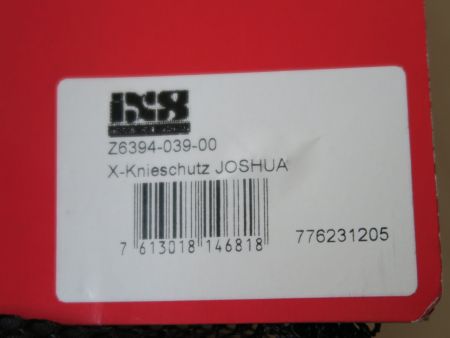 iXS
Z6394-039-00
X-Knieschutz JOSHUA
7 613018 146818
776231205